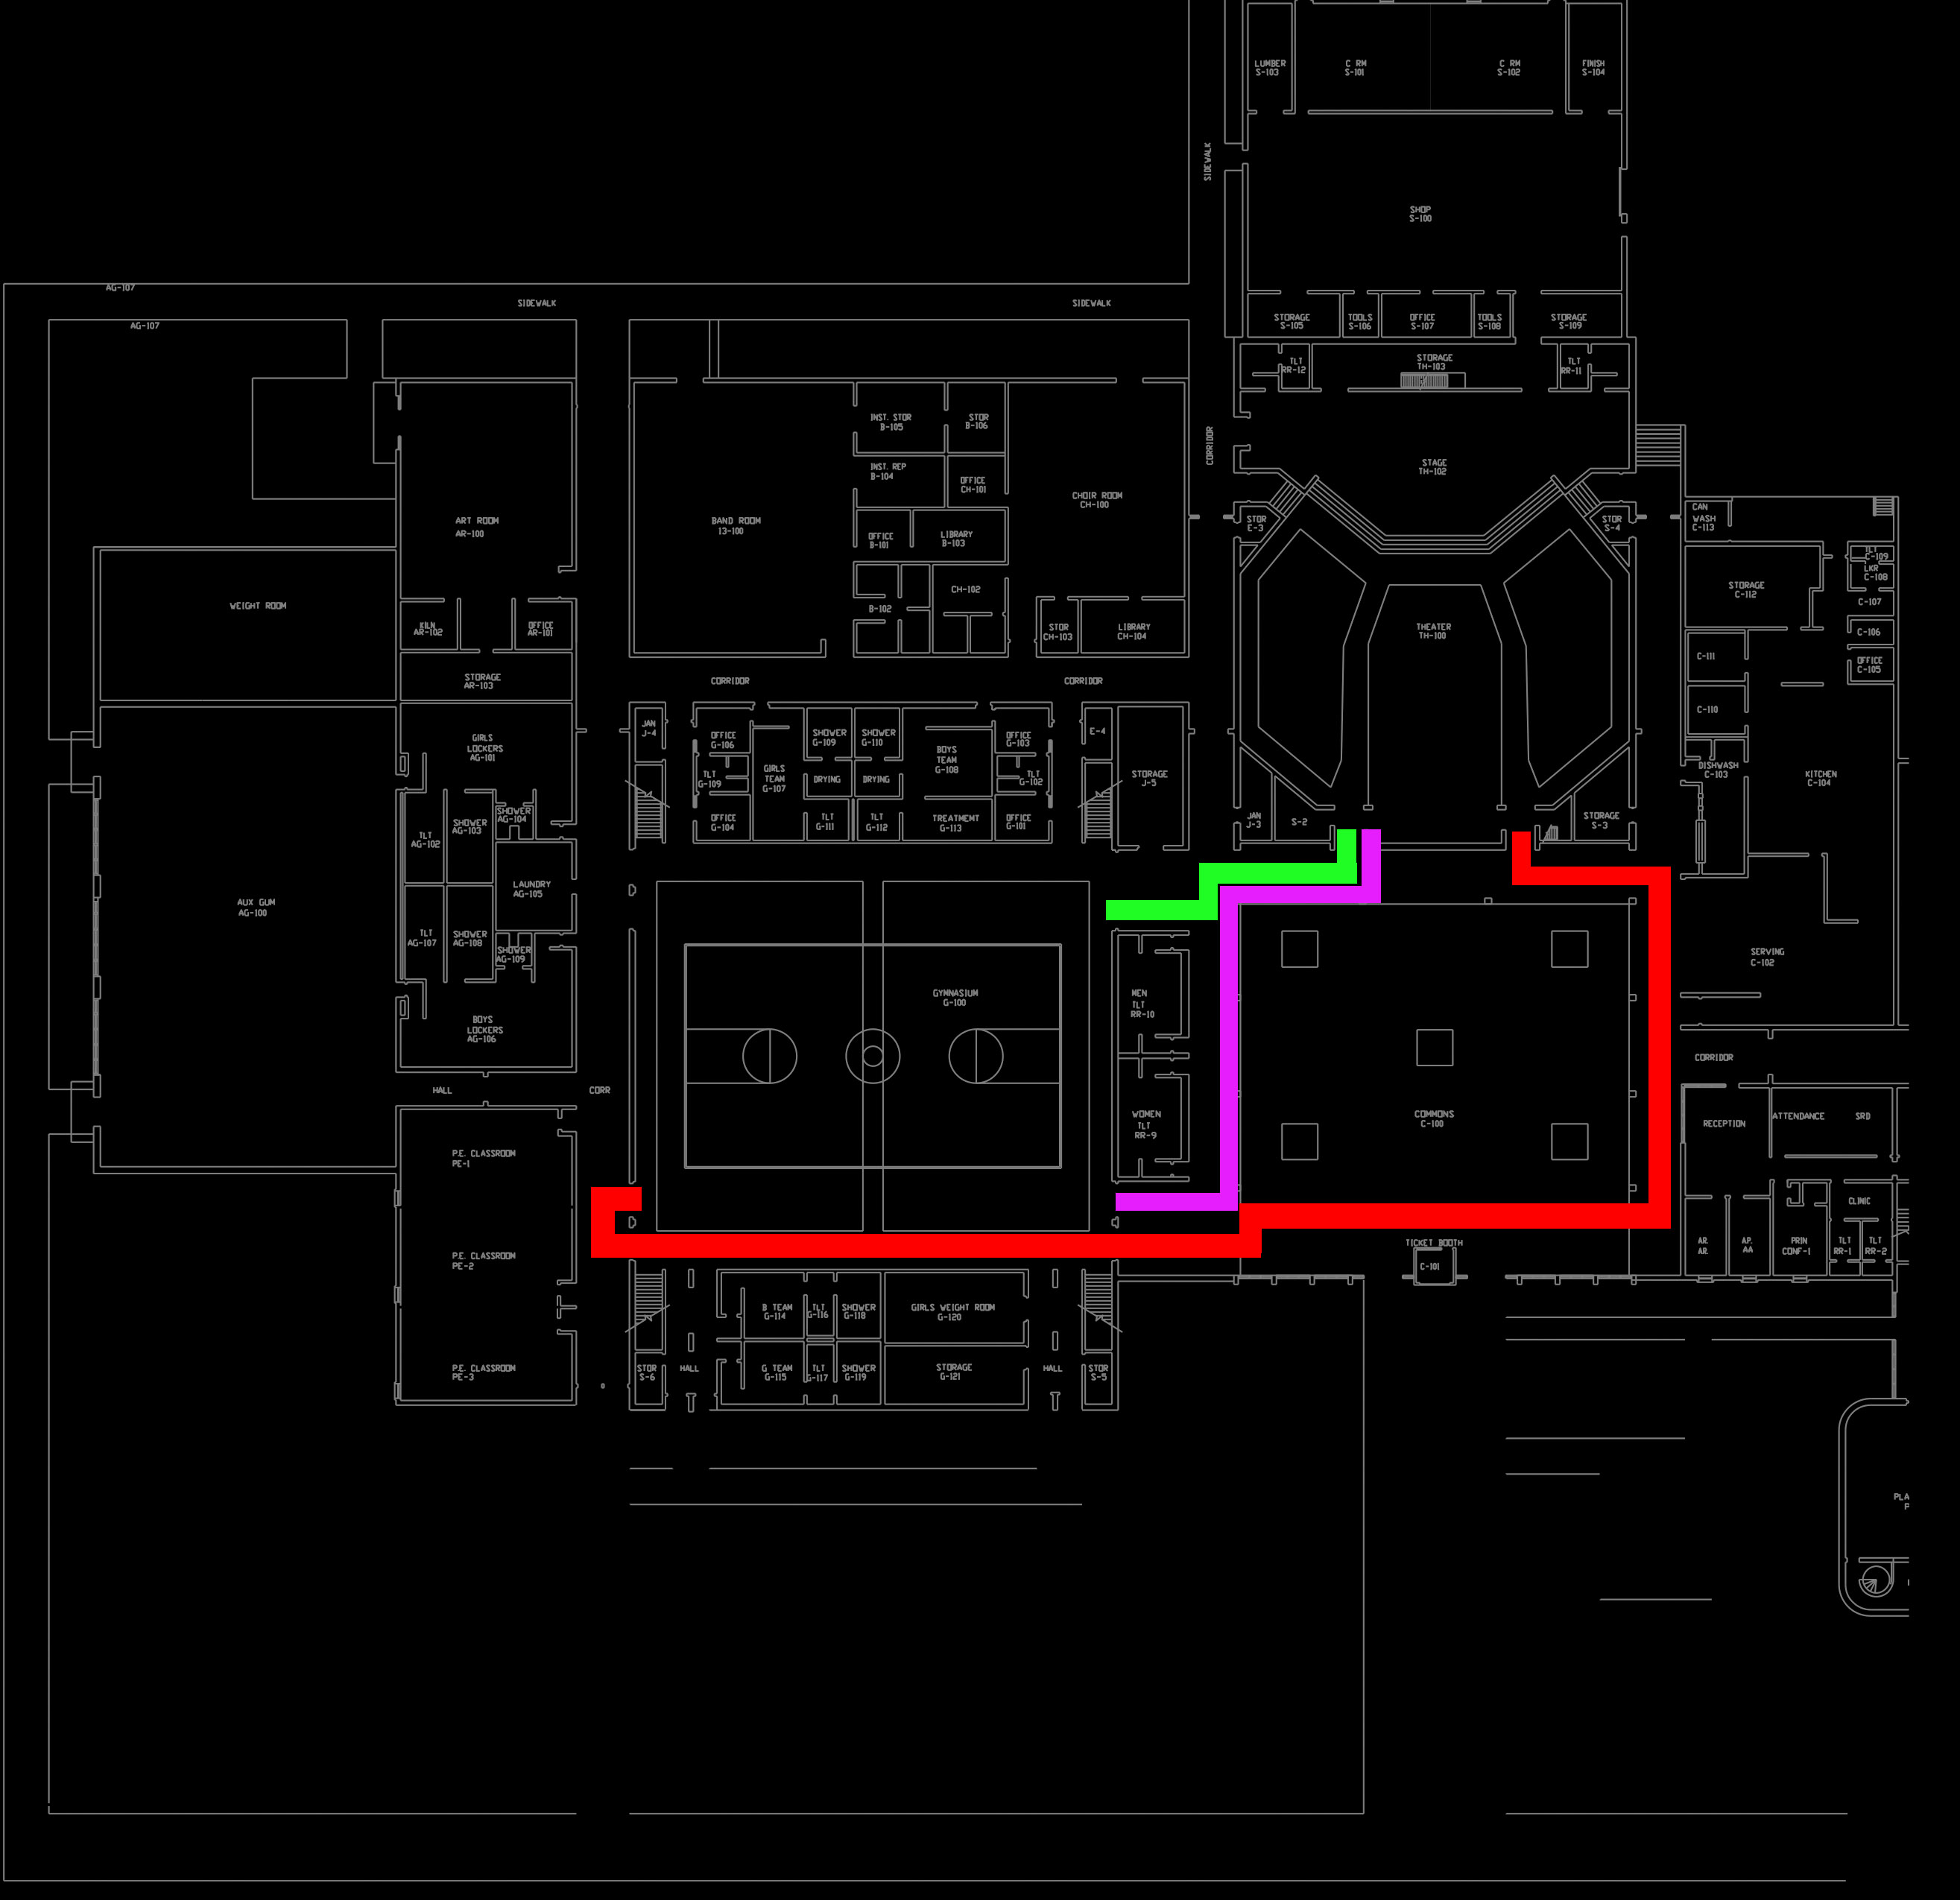 LUMBER
S-103
C RM
S-101
C RM
S-102
FINISH
S-104
SIDEWALK
SHOP
S-100
AG-107
SIDEWALK
SIDEWALK
AG-107
STORAGE
S-105
TOOLS
S-106
OFFICE
S-107
TOOLS
S-108
STORAGE
S-109
TLT
RR-12
STORAGE
TH-103
TLT
RR-11
INST. STOR
B-105
STOR
B-106
CORRIDOR
INST. REP
B-104
OFFICE
CH-101
STAGE
TH-102
CHOIR ROOM
CH-100
ART ROOM
AR-100
BAND ROOM
13-100
OFFICE
B-101
LIBRARY
B-103
STOR
E-3
STOR
S-4
CAN
WASH
C-113
TLT
C-109
LKR
C-108
STORAGE
C-112
C-107
WEIGHT ROOM
B-102
CH-102
KILN
AR-102
OFFICE
AR-101
STOR
CH-103
LIBRARY
CH-104
THEATER
TH-100
C-106
C-111
OFFICE
C-105
STORAGE
AR-103
CORRIDOR
CORRIDOR
C-110
JAN
J-4
OFFICE
G-106
SHOWER
G-109
SHOWER
G-110
BOYS
TEAM
G-108
OFFICE
G-103
E-4
GIRLS
LOCKERS
AG-101
TLT
G-109
GIRLS
TEAM
G-107
DRYING
DRYING
TLT
G-102
STORAGE
J-5
DISHWASH
C-103
KITCHEN
C-104
SHOWER
AG-104
SHOWER
AG-103
TLT
AG-102
OFFICE
G-104
TLT
G-111
TLT
G-112
TREATMEMT
G-113
OFFICE
G-101
JAN
J-3
S-2
STORAGE
S-3
LAUNDRY
AG-105
AUX GUM
AG-100
TLT
AG-107
SHOWER
AG-108
SHOWER
AG-109
SERVING
C-102
GYMNASIUM
G-100
MEN
TLT
RR-10
BOYS
LOCKERS
AG-106
CORRIDOR
HALL
CORR
WOMEN
TLT
RR-9
COMMONS
C-100
RECEPTION
ATTENDANCE
SRD
P.E. CLASSROOM
PE-1
CLINIC
P.E. CLASSROOM
PE-2
TICKET BOOTH
C-101
AR.
AR.
AP.
AA
PRIN
CONF-1
TLT
RR-1
TLT
RR-2
B TEAM
G-114
TLT
G-116
SHOWER
G-118
GIRLS WEIGHT ROOM
G-120
P.E. CLASSROOM
PE-3
STOR
S-6
HALL
G TEAM
G-115
TLT
G-117
SHOWER
G-119
STORAGE
G-121
HALL
STOR
S-5
PLA
P